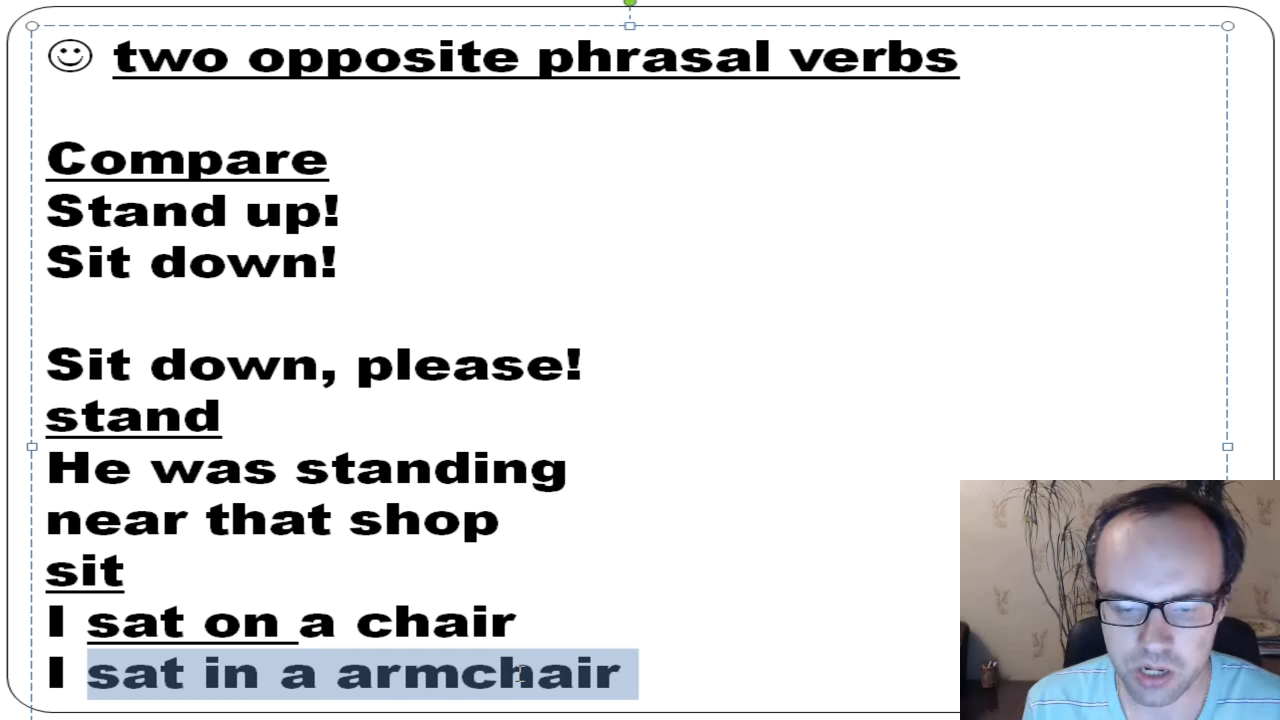 two opposite phrasal verbs
Compare
Stand up!
Sit down!
Sit down, please!
stand
He was standing
near that shop
sit
I sat on a chair
I sat in a armchair